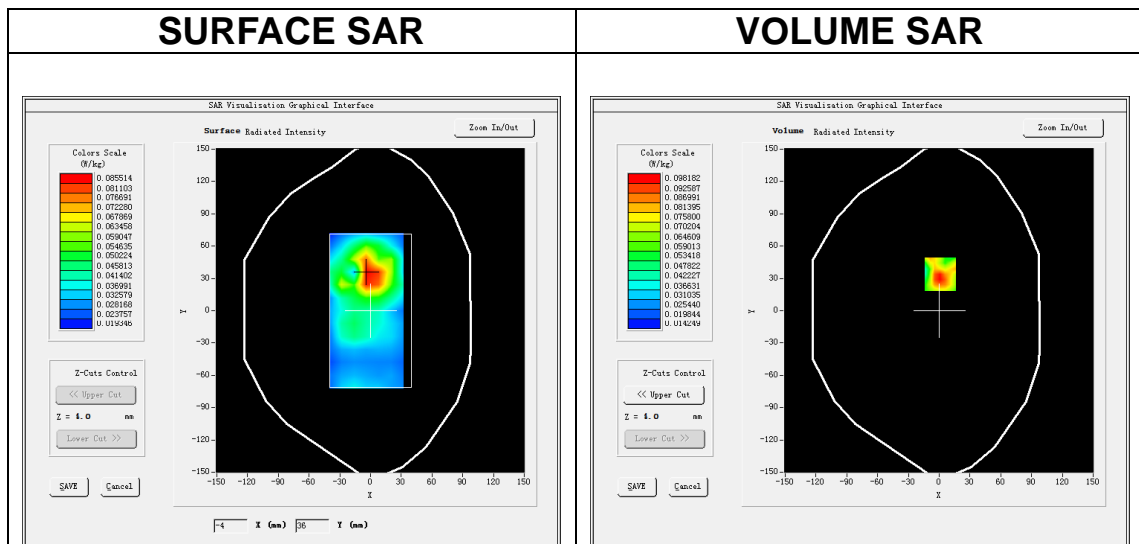 SURFACE SAR
VOLUME SAR
SAR Visualisation Graphical Interface
Surface Radiated Intensity
Zoom In/Out
Colors Scale
(W/kg)
0.085514
0.081103
0.076691
0.072280
0.067869
0.063458
0.059047
0.054635
0.050224
0.045813
0.041402
0.036991
0.032579
0.028168
0.023757
0.019346
150
120
90
60
30
0
-30
-60
-90
-120
-150
Y
-150 -120 -90 -60 -30 0 30 60 90 120 150
X
Z-Cuts Control
<< Upper Cut
Z = 4.0 mm
Lower Cut >>
SAVE Cancel
-4 X (mm) 36 Y (mm)
SAR Visualisation Graphical Interface
Volume Radiated Intensity
Zoom In/Out
Colors Scale
(W/kg)
0.098182
0.092587
0.086991
0.081395
0.075800
0.070204
0.064609
0.059013
0.053418
0.047822
0.042227
0.036631
0.031035
0.025440
0.019844
0.014249
150
120
90
60
30
0
-30
-60
-90
-120
-150
Y
-150 -120 -90 -60 -30 0 30 60 90 120 150
X
Z-Cuts Control
<< Upper Cut
Z = 4.0 mm
Lower Cut >>
SAVE Cancel